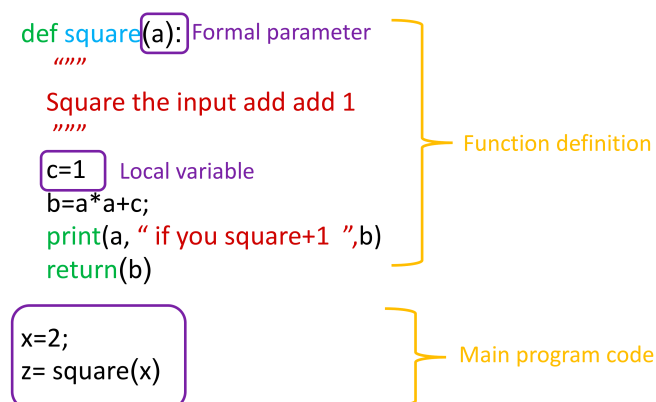 def square(a): Formal parameter
“””
Square the input add add 1
”””
Function definition
c=1 Local variable
b=a*a+c;
print(a, “ if you square+1 ”,b)
return(b)
x=2;
Main program code
z= square(x)